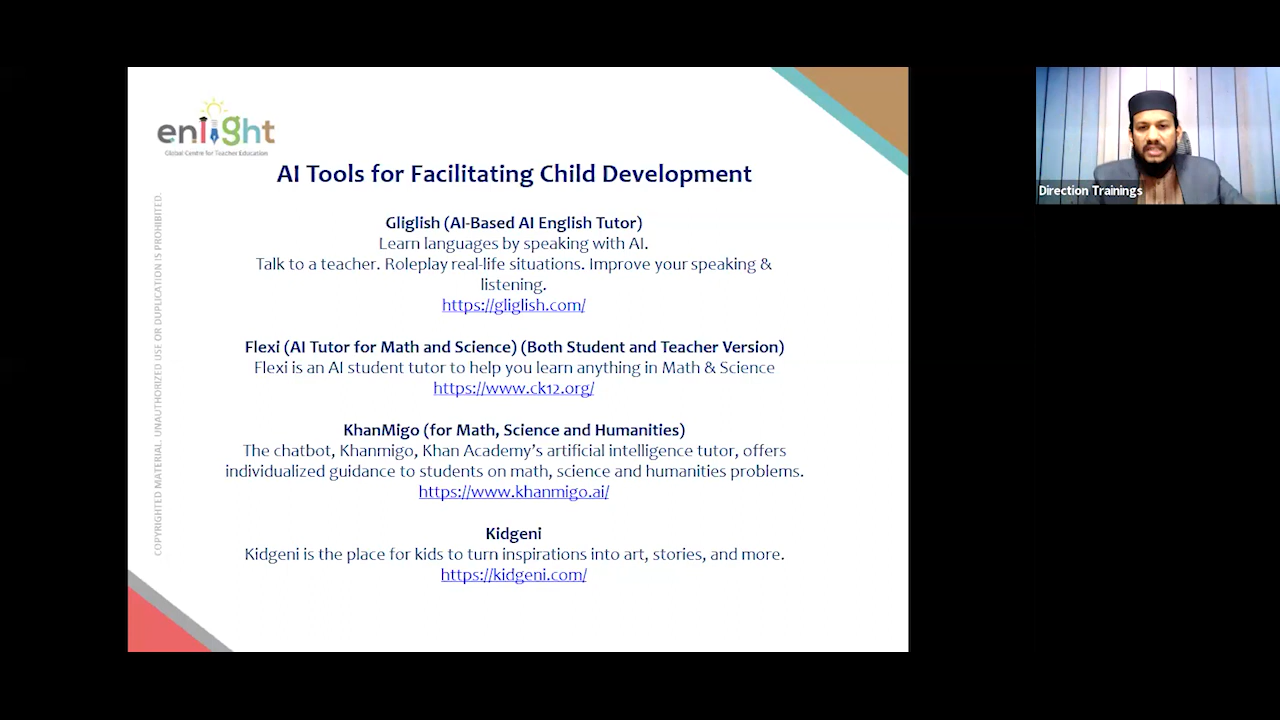 enlight
Global Centre for Teacher Education
AI Tools for Facilitating Child Development
Gliglish (AI-Based AI English Tutor)
Learn languages by speaking with AI.
Talk to a teacher. Roleplay real-life situations. Improve your speaking &
listening.
https://gliglish.com/
Flexi (AI Tutor for Math and Science) (Both Student and Teacher Version)
Flexi is an AI student tutor to help you learn anything in Math & Science
https://www.ck12.org/
KhanMigo (for Math, Science and Humanities)
The chatbot, Khanmigo, Khan Academy’s artificial intelligence tutor, offers
individualized guidance to students on math, science and humanities problems.
https://www.khanmigo.ai/
Kidgeni
Kidgeni is the place for kids to turn inspirations into art, stories, and more.
https://kidgeni.com/
COPYRIGHTED MATERIAL. UNAUTHORIZED USE OR DUPLICATION IS PROHIBITED.
Direction Trainings